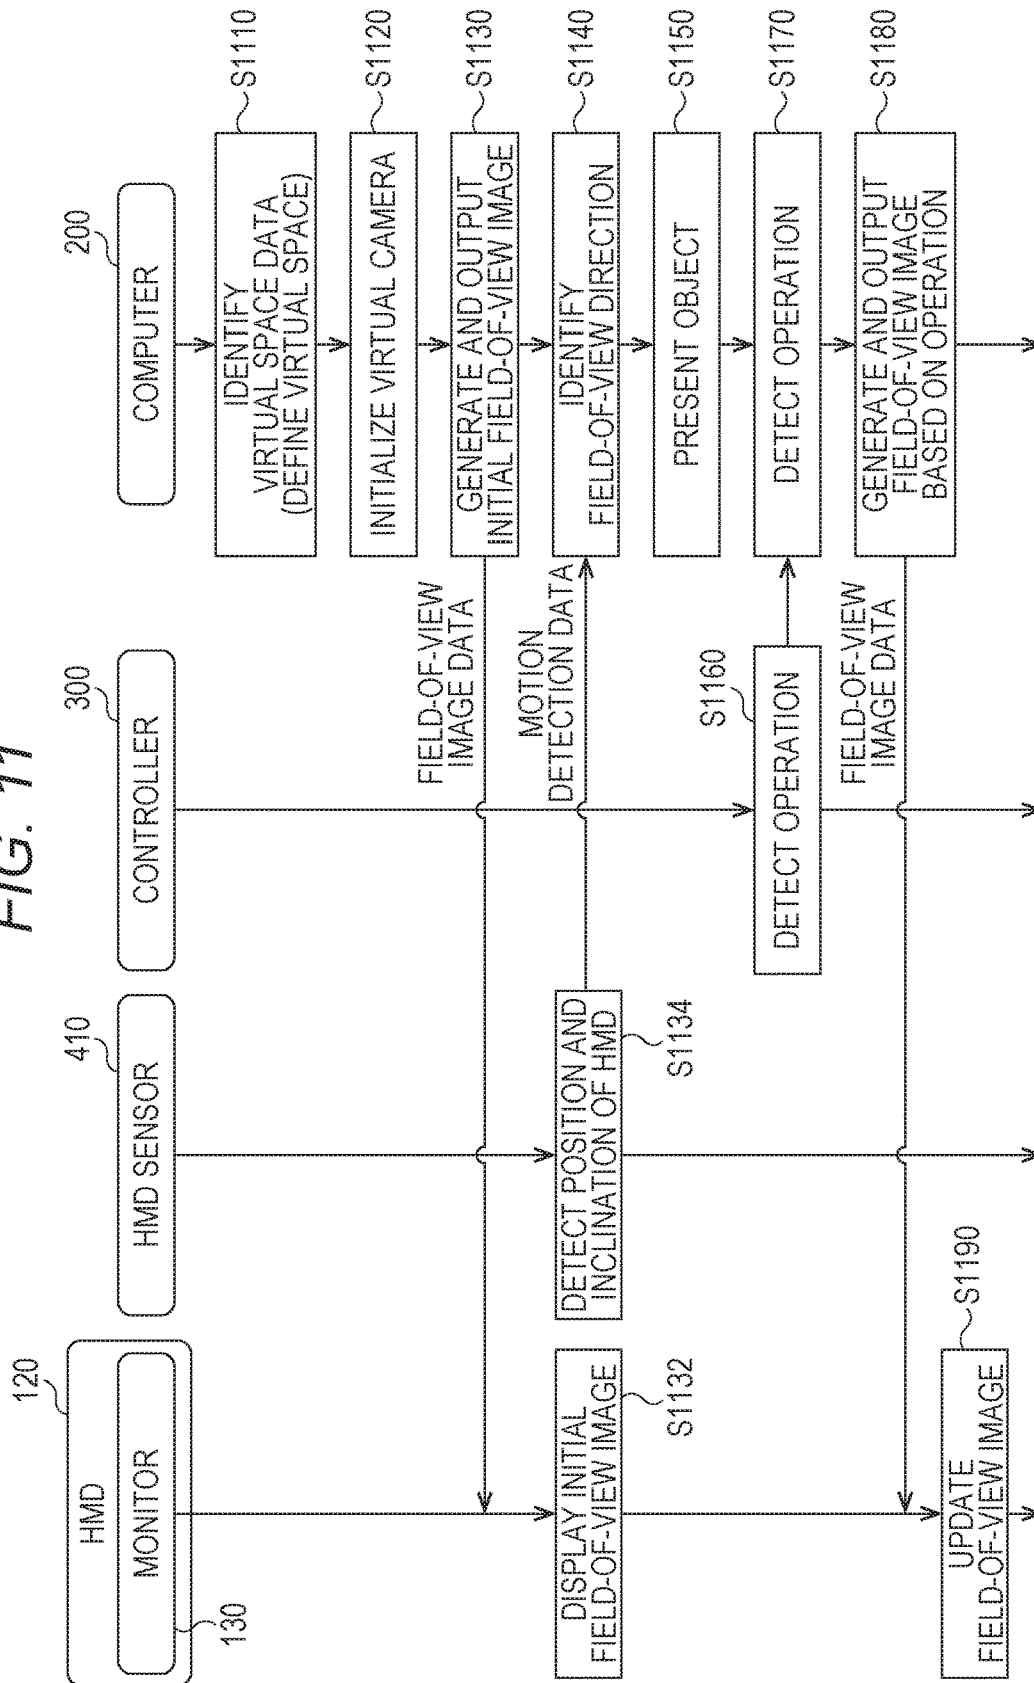 FIG. 11
120
HMD
MONITOR
130
410
HMD SENSOR
300
CONTROLLER
200
COMPUTER
IDENTIFY
VIRTUAL SPACE DATA
(DEFINE VIRTUAL SPACE)
S1110
INITIALIZE VIRTUAL CAMERA
S1120
GENERATE AND OUTPUT
INITIAL FIELD-OF-VIEW IMAGE
S1130
FIELD-OF-VIEW
IMAGE DATA
DISPLAY INITIAL
FIELD-OF-VIEW IMAGE
S1132
DETECT POSITION AND
INCLINATION OF HMD
S1134
MOTION
DETECTION DATA
IDENTIFY
FIELD-OF-VIEW DIRECTION
S1140
PRESENT OBJECT
S1150
S1160
DETECT OPERATION
DETECT OPERATION
S1170
GENERATE AND OUTPUT
FIELD-OF-VIEW IMAGE
BASED ON OPERATION
S1180
FIELD-OF-VIEW
IMAGE DATA
UPDATE
FIELD-OF-VIEW IMAGE
S1190